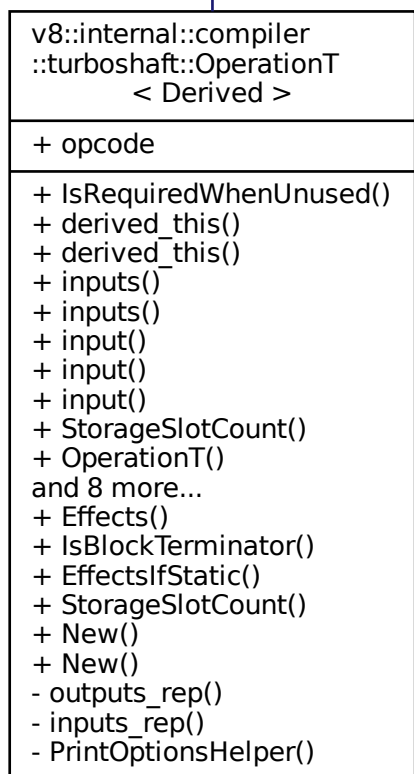 v8::internal::compiler
::turboshaft::OperationT
< Derived >
+ opcode
+ IsRequiredWhenUnused()
+ derived_this()
+ derived_this()
+ inputs()
+ inputs()
+ input()
+ input()
+ input()
+ StorageSlotCount()
+ OperationT()
and 8 more...
+ Effects()
+ IsBlockTerminator()
+ EffectsIfStatic()
+ StorageSlotCount()
+ New()
+ New()
- outputs_rep()
- inputs_rep()
- PrintOptionsHelper()